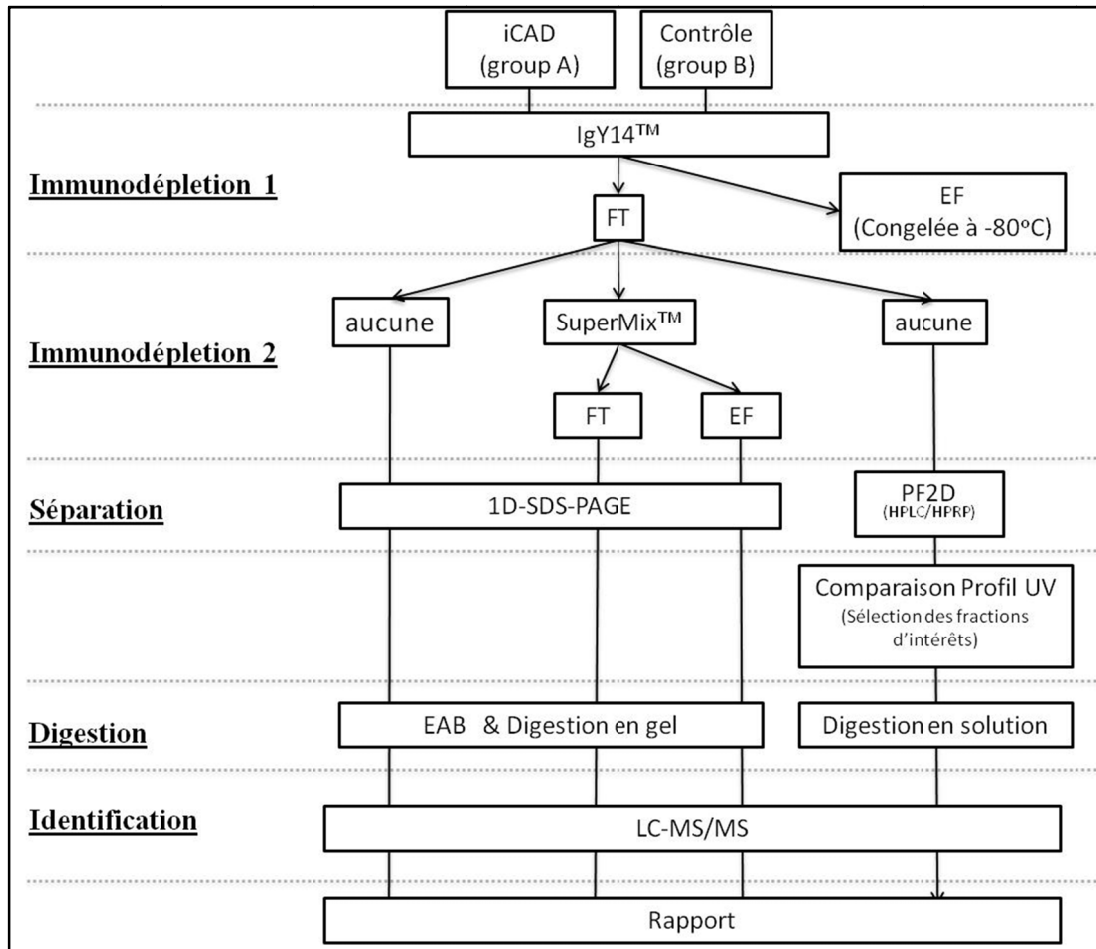 iCAD
(group A)
Contrôle
(group B)
IgY14™
Immunodépletion 1
FT
EF
(Congelée à -80°C)
aucune
SuperMix™
aucune
Immunodépletion 2
FT
EF
Séparation
1D-SDS-PAGE
PF2D
(HPLC/HPRP)
Comparaison Profil UV
(Sélection des fractions
d'intérêts)
Digestion
EAB & Digestion en gel
Digestion en solution
Identification
LC-MS/MS
Rapport